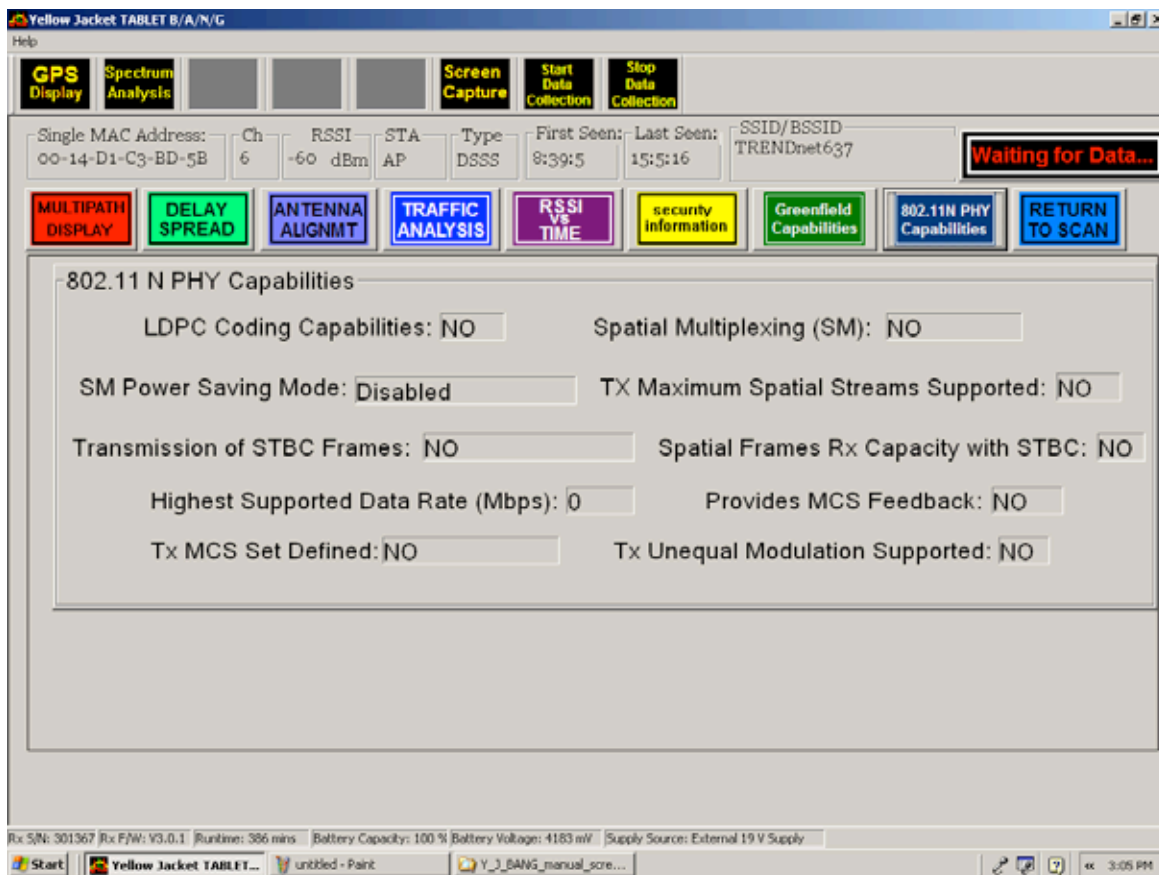 Yellow Jacket TABLET B/A/N/G
Help
GPS Display
Spectrum Analysis
Screen Capture
Start Data Collection
Stop Data Collection
Single MAC Address:
00-14-D1-C3-BD-5B
Ch
6
RSSI
-60 dBm
STA
AP
Type
DSSS
First Seen:
8:39:5
Last Seen:
15:5:16
SSID/BSSID
TRENDnet637
Waiting for Data...
MULTIPATH DISPLAY
DELAY SPREAD
ANTENNA ALIGNMT
TRAFFIC ANALYSIS
RSSI vs TIME
security information
Greenfield Capabilities
802.11N PHY Capabilities
RETURN TO SCAN
802.11 N PHY Capabilities
LDPC Coding Capabilities: NO
Spatial Multiplexing (SM): NO
SM Power Saving Mode: Disabled
TX Maximum Spatial Streams Supported: NO
Transmission of STBC Frames: NO
Spatial Frames Rx Capacity with STBC: NO
Highest Supported Data Rate (Mbps): 0
Provides MCS Feedback: NO
Tx MCS Set Defined: NO
Tx Unequal Modulation Supported: NO
Rx S/N: 301367 Rx F/W: V3.0.1 Runtime: 386 mins Battery Capacity: 100 % Battery Voltage: 4183 mV Supply Source: External 19 V Supply
Start
Yellow Jacket TABLET...
untitled - Paint
Y_J_BANG_manual_scre...
3:05 PM